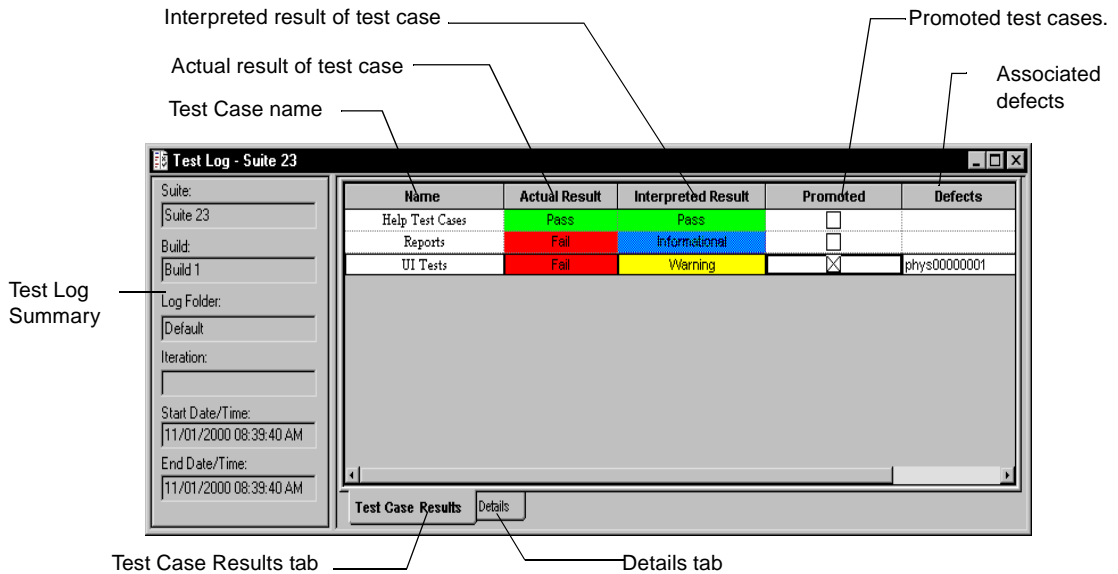 Interpreted result of test case
Promoted test cases.
Actual result of test case
Associated
defects
Test Case name
Test Log - Suite 23
Suite:
Suite 23
Build:
Build 1
Log Folder:
Default
Iteration:
Start Date/Time:
11/01/2000 08:39:40 AM
End Date/Time:
11/01/2000 08:39:40 AM
Test Log
Summary
Name Actual Result Interpreted Result Promoted Defects
Help Test Cases Pass Pass
Reports Fail Informational
UI Tests Fail Warning phys00000001
Test Case Results Details
Test Case Results tab
Details tab